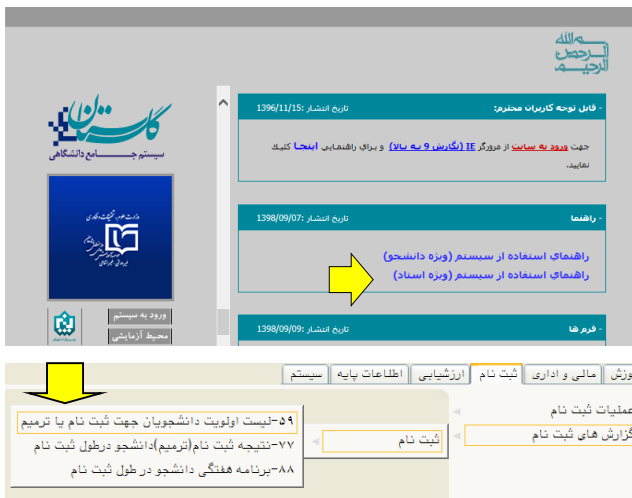 بسم الله
الرحمن
الرحیم
گلستان
سیستم جـــــامع دانشگاهی
وزارت علوم، تحقیقات و فناوری
ورود به سیستم
محیط آزمایشی
- قابل توجه کاربران محترم:
تاریخ انتشار :1396/11/15
جهت ورود به سایت از مرورگر IE (نگارش 9 به بالا) و برای راهنمایی اینجا کلیك
نمایید.
- راهنما
تاریخ انتشار :1398/09/07
راهنمای استفاده از سیستم (ویژه دانشجو)
راهنمای استفاده از سیستم (ویژه استاد)
- فرم ها
تاریخ انتشار :1398/09/09
وزش
مالی و اداری
ثبت نام
ارزشیابی
اطلاعات پایه
سیستم
عملیات ثبت نام
گزارش های ثبت نام
ثبت نام
۵۹-لیست اولویت دانشجویان جهت ثبت نام یا ترمیم
۷۷-نتیجه ثبت نام(ترمیم)دانشجو درطول ثبت نام
۸۸-برنامه هفتگی دانشجو در طول ثبت نام